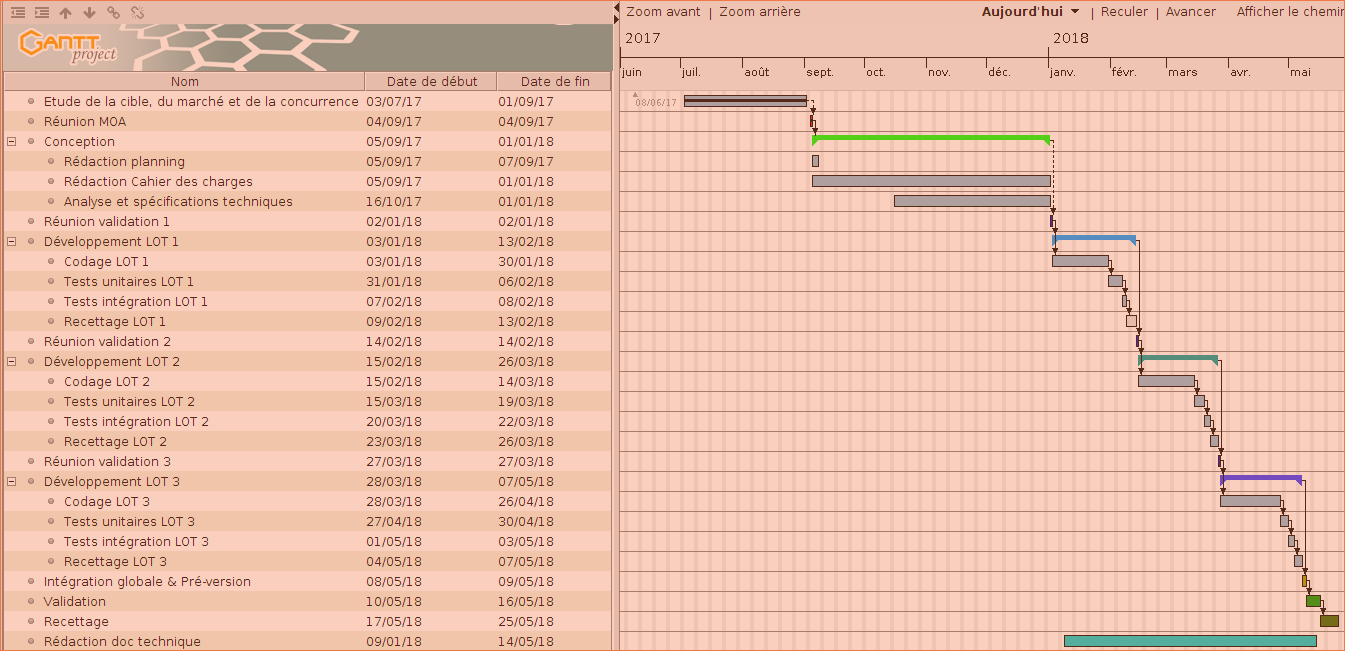 Zoom avant | Zoom arrière Aujourd'hui | Reculer | Avancer Afficher le chemin
GANTT project
2017 2018
juin juil. août sept. oct. nov. déc. janv. févr. mars avr. mai
Nom Date de début Date de fin
Etude de la cible, du marché et de la concurrence 03/07/17 01/09/17 08/06/17
Réunion MOA 04/09/17 04/09/17
Conception 05/09/17 01/01/18
Rédaction planning 05/09/17 07/09/17
Rédaction Cahier des charges 05/09/17 01/01/18
Analyse et spécifications techniques 16/10/17 01/01/18
Réunion validation 1 02/01/18 02/01/18
Développement LOT 1 03/01/18 13/02/18
Codage LOT 1 03/01/18 30/01/18
Tests unitaires LOT 1 31/01/18 06/02/18
Tests intégration LOT 1 07/02/18 08/02/18
Recettage LOT 1 09/02/18 13/02/18
Réunion validation 2 14/02/18 14/02/18
Développement LOT 2 15/02/18 26/03/18
Codage LOT 2 15/02/18 14/03/18
Tests unitaires LOT 2 15/03/18 19/03/18
Tests intégration LOT 2 20/03/18 22/03/18
Recettage LOT 2 23/03/18 26/03/18
Réunion validation 3 27/03/18 27/03/18
Développement LOT 3 28/03/18 07/05/18
Codage LOT 3 28/03/18 26/04/18
Tests unitaires LOT 3 27/04/18 30/04/18
Tests intégration LOT 3 01/05/18 03/05/18
Recettage LOT 3 04/05/18 07/05/18
Intégration globale & Pré-version 08/05/18 09/05/18
Validation 10/05/18 16/05/18
Recettage 17/05/18 25/05/18
Rédaction doc technique 09/01/18 14/05/18